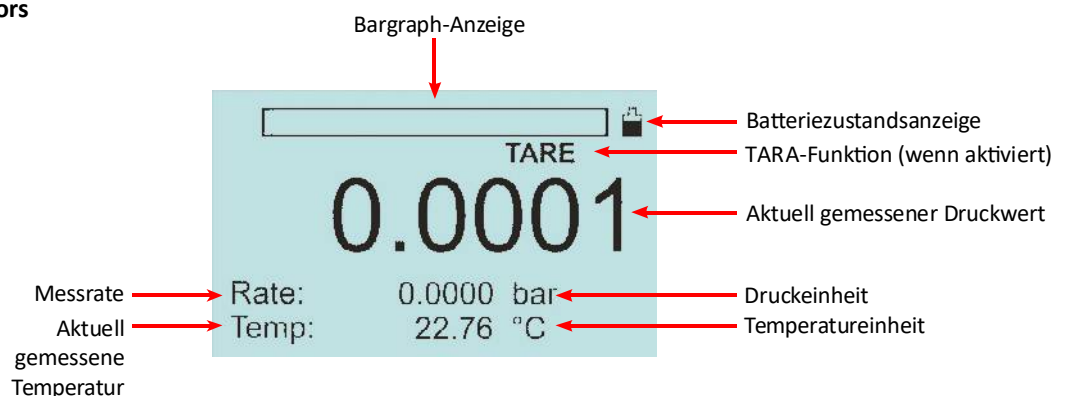 ors
Bargraph-Anzeige
Batteriezustandsanzeige
TARE
TARA-Funktion (wenn aktiviert)
0.0001
Aktuell gemessener Druckwert
Messrate
Rate: 0.0000 bar
Druckeinheit
Aktuell
gemessene
Temperatur
Temp: 22.76 °C
Temperatureinheit